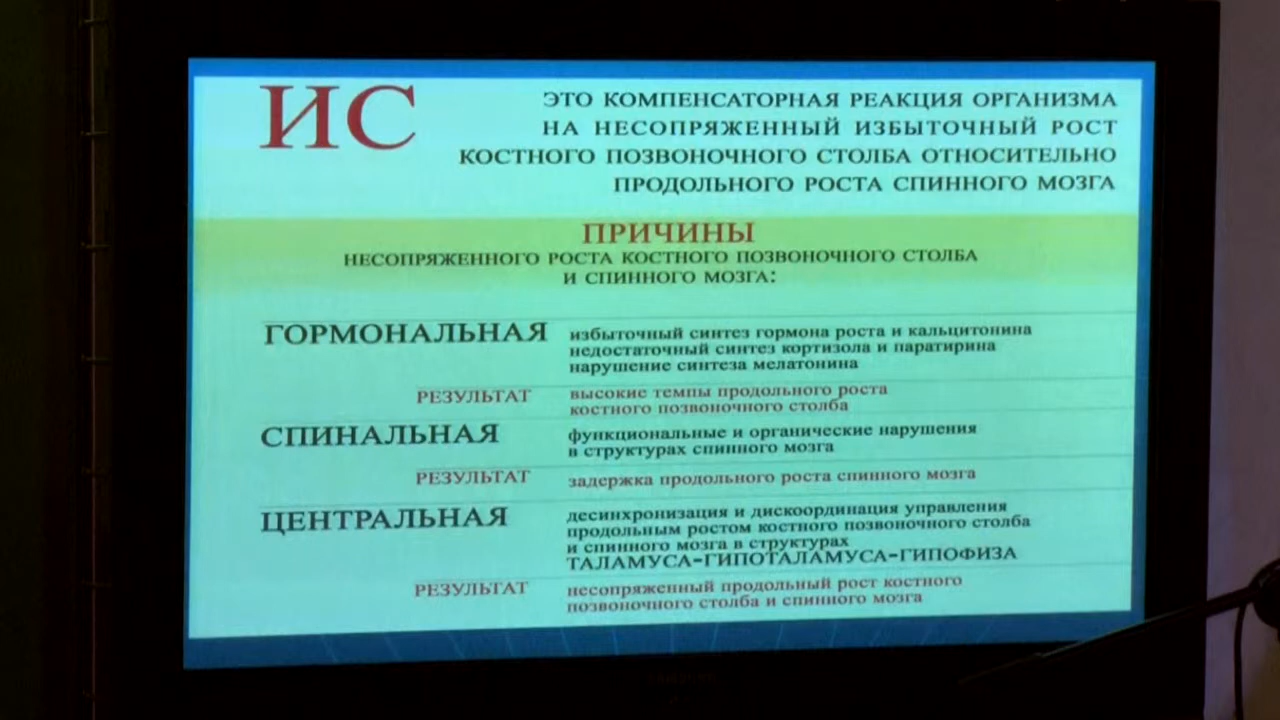 ИС
ЭТО КОМПЕНСАТОРНАЯ РЕАКЦИЯ ОРГАНИЗМА
НА НЕСОПРЯЖЕННЫЙ ИЗБЫТОЧНЫЙ РОСТ
КОСТНОГО ПОЗВОНОЧНОГО СТОЛБА ОТНОСИТЕЛЬНО
ПРОДОЛЬНОГО РОСТА СПИННОГО МОЗГА
ПРИЧИНЫ
НЕСОПРЯЖЕННОГО РОСТА КОСТНОГО ПОЗВОНОЧНОГО СТОЛБА
И СПИННОГО МОЗГА:
ГОРМОНАЛЬНАЯ
избыточный синтез гормона роста и кальцитонина
недостаточный синтез кортизола и паратирина
нарушение синтеза мелатонина
РЕЗУЛЬТАТ
высокие темпы продольного роста
костного позвоночного столба
СПИНАЛЬНАЯ
функциональные и органические нарушения
в структурах спинного мозга
РЕЗУЛЬТАТ
задержка продольного роста спинного мозга
ЦЕНТРАЛЬНАЯ
десинхронизация и дискоординация управления
продольным ростом костного позвоночного столба
и спинного мозга в структурах
ТАЛАМУСА-ГИПОТАЛАМУСА-ГИПОФИЗА
РЕЗУЛЬТАТ
несопряженный продольный рост костного
позвоночного столба и спинного мозга